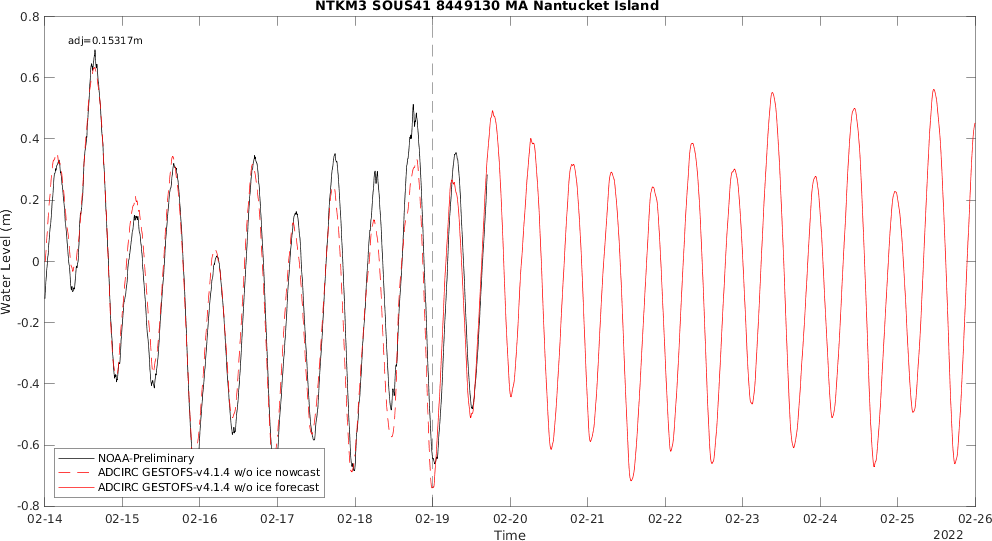 NTKM3 SOUS41 8449130 MA Nantucket Island
adj=0.15317m
0.8
0.6
0.4
0.2
0
-0.2
-0.4
-0.6
-0.8
Water Level (m)
NOAA-Preliminary
ADCIRC GESTOFS-v4.1.4 w/o ice nowcast
ADCIRC GESTOFS-v4.1.4 w/o ice forecast
02-14 02-15 02-16 02-17 02-18 02-19 02-20 02-21 02-22 02-23 02-24 02-25 02-26
Time
2022